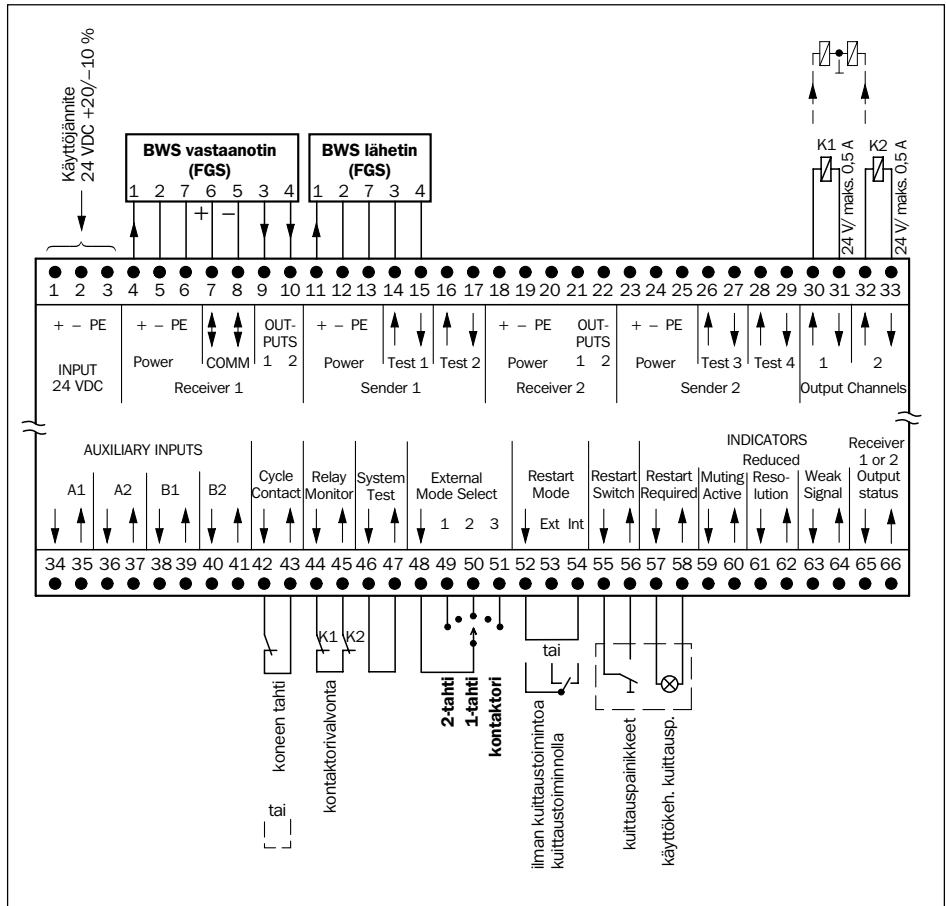 Käyttöjännite
24 VDC +20/−10 %
BWS vastaanotin
(FGS)
1 2 7 6 5 3 4
+ −
BWS lähetin
(FGS)
1 2 7 3 4
K1
24 V/ maks. 0,5 A
K2
24 V/ maks. 0,5 A
1 2 3 4 5 6 7 8 9 10 11 12 13 14 15 16 17 18 19 20 21 22 23 24 25 26 27 28 29 30 31 32 33
+ − PE
INPUT
24 VDC
+ − PE
Power
COMM
OUT-
PUTS
1 2
Receiver 1
+ − PE
Power
Test 1
Test 2
Sender 1
+ − PE
Power
OUT-
PUTS
1 2
Receiver 2
+ − PE
Power
Test 3
Test 4
Sender 2
1 2
Output Channels
AUXILIARY INPUTS
A1 A2 B1 B2
Cycle
Contact
Relay
Monitor
System
Test
External
Mode Select
1 2 3
Restart
Mode
Ext Int
Restart
Switch
INDICATORS
Restart
Required
Muting
Active
Reduced
Reso-
lution
Weak
Signal
Receiver
1 or 2
Output
status
34 35 36 37 38 39 40 41 42 43 44 45 46 47 48 49 50 51 52 53 54 55 56 57 58 59 60 61 62 63 64 65 66
koneen tahti
tai
K1 K2
kontaktorivalvonta
2-tahti
1-tahti
kontaktori
tai
ilman kuittaustoimintoa
kuittaustoiminnolla
kuittauspainikkeet
käyttökeh. kuittausp.